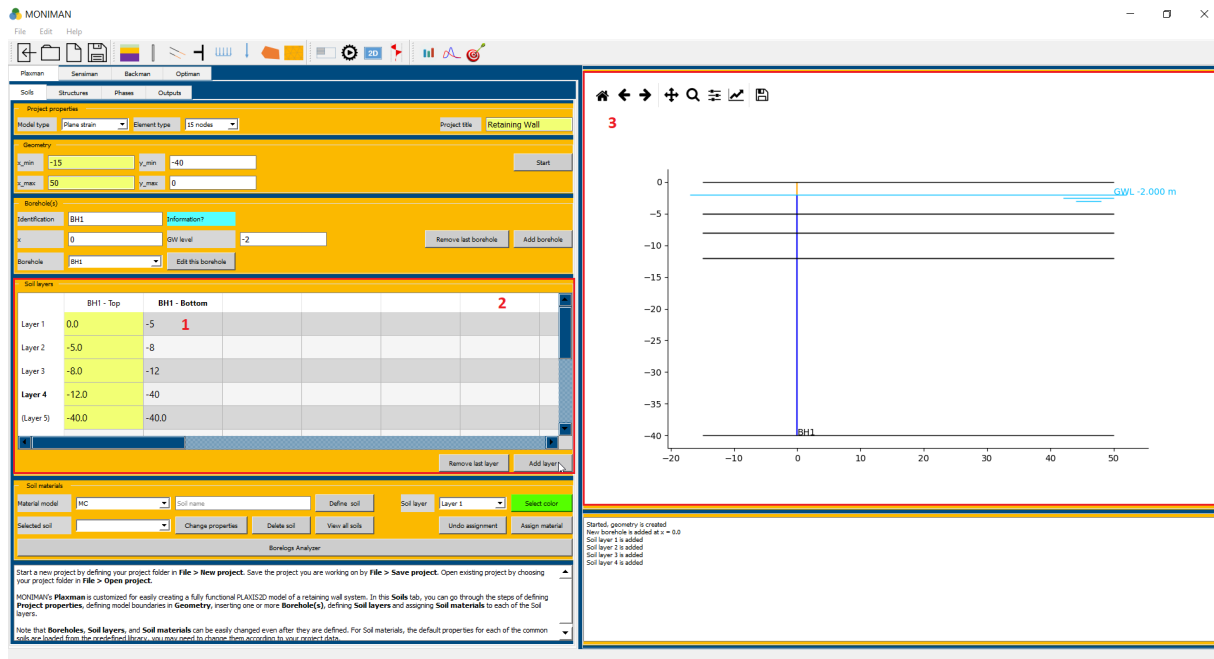 MONIMAN
File Edit Help
2D
Plaxman Sensiman Backman Optiman
Soils Structures Phases Outputs
Project properties
Model type Plane strain Element type 15 nodes Project title Retaining Wall
Geometry
x_min -15 y_min -40 Start
x_max 50 y_max 0
Borehole(s)
Identification BH1 Information?
x 0 GW level -2 Remove last borehole Add borehole
Borehole BH1 Edit this borehole
Soil layers
BH1 - Top BH1 - Bottom 2
Layer 1 0.0 -5 1
Layer 2 -5.0 -8
Layer 3 -8.0 -12
Layer 4 -12.0 -40
(Layer 5) -40.0 -40.0
Remove last layer Add layer
Soil materials
Material model MC Soil name Define soil Soil layer Layer 1 Select color
Selected soil Change properties Delete soil View all soils Undo assignment Assign material
Borelogs Analyzer
Start a new project by defining your project folder in File > New project. Save the project you are working on by File > Save project. Open existing project by choosing
your project folder in File > Open project.
MONIMAN's Plaxman is customized for easily creating a fully functional PLAXIS2D model of a retaining wall system. In this Soils tab, you can go through the steps of defining
Project properties, defining model boundaries in Geometry, inserting one or more Borehole(s), defining Soil layers and assigning Soil materials to each of the Soil
layers.
Note that Boreholes, Soil layers, and Soil materials can be easily changed even after they are defined. For Soil materials, the default properties for each of the common
soils are loaded from the predefined library, you may need to change them according to your project data.
3
0
GWL -2.000 m
−5
−10
−15
−20
−25
−30
−35
−40
BH1
−20 −10 0 10 20 30 40 50
Started, geometry is created
New borehole is added at x = 0.0
Soil layer 1 is added
Soil layer 2 is added
Soil layer 3 is added
Soil layer 4 is added